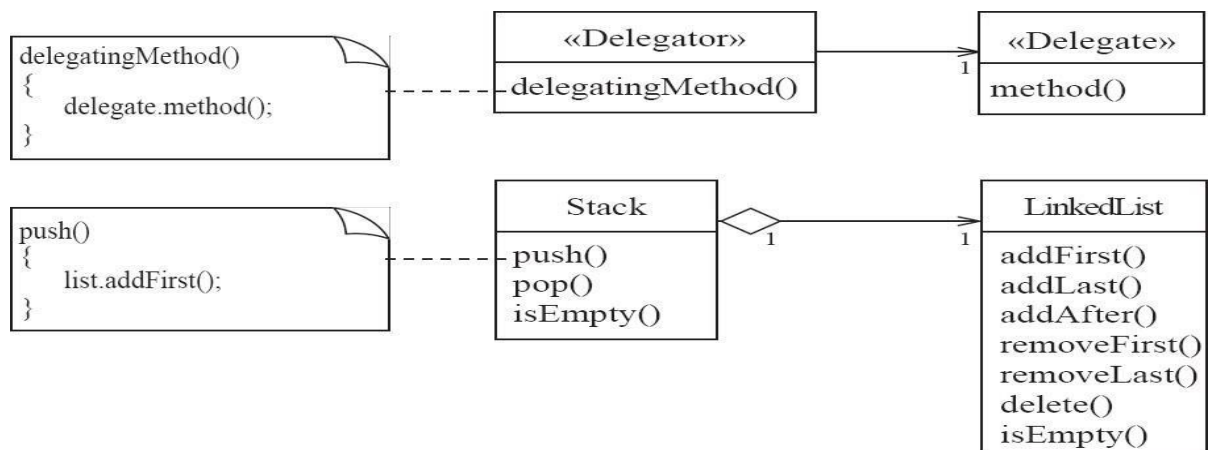 delegatingMethod()
{
delegate.method();
}
«Delegator»
delegatingMethod()
1
«Delegate»
method()
push()
{
list.addFirst();
}
Stack
push()
pop()
isEmpty()
1
1
LinkedList
addFirst()
addLast()
addAfter()
removeFirst()
removeLast()
delete()
isEmpty()